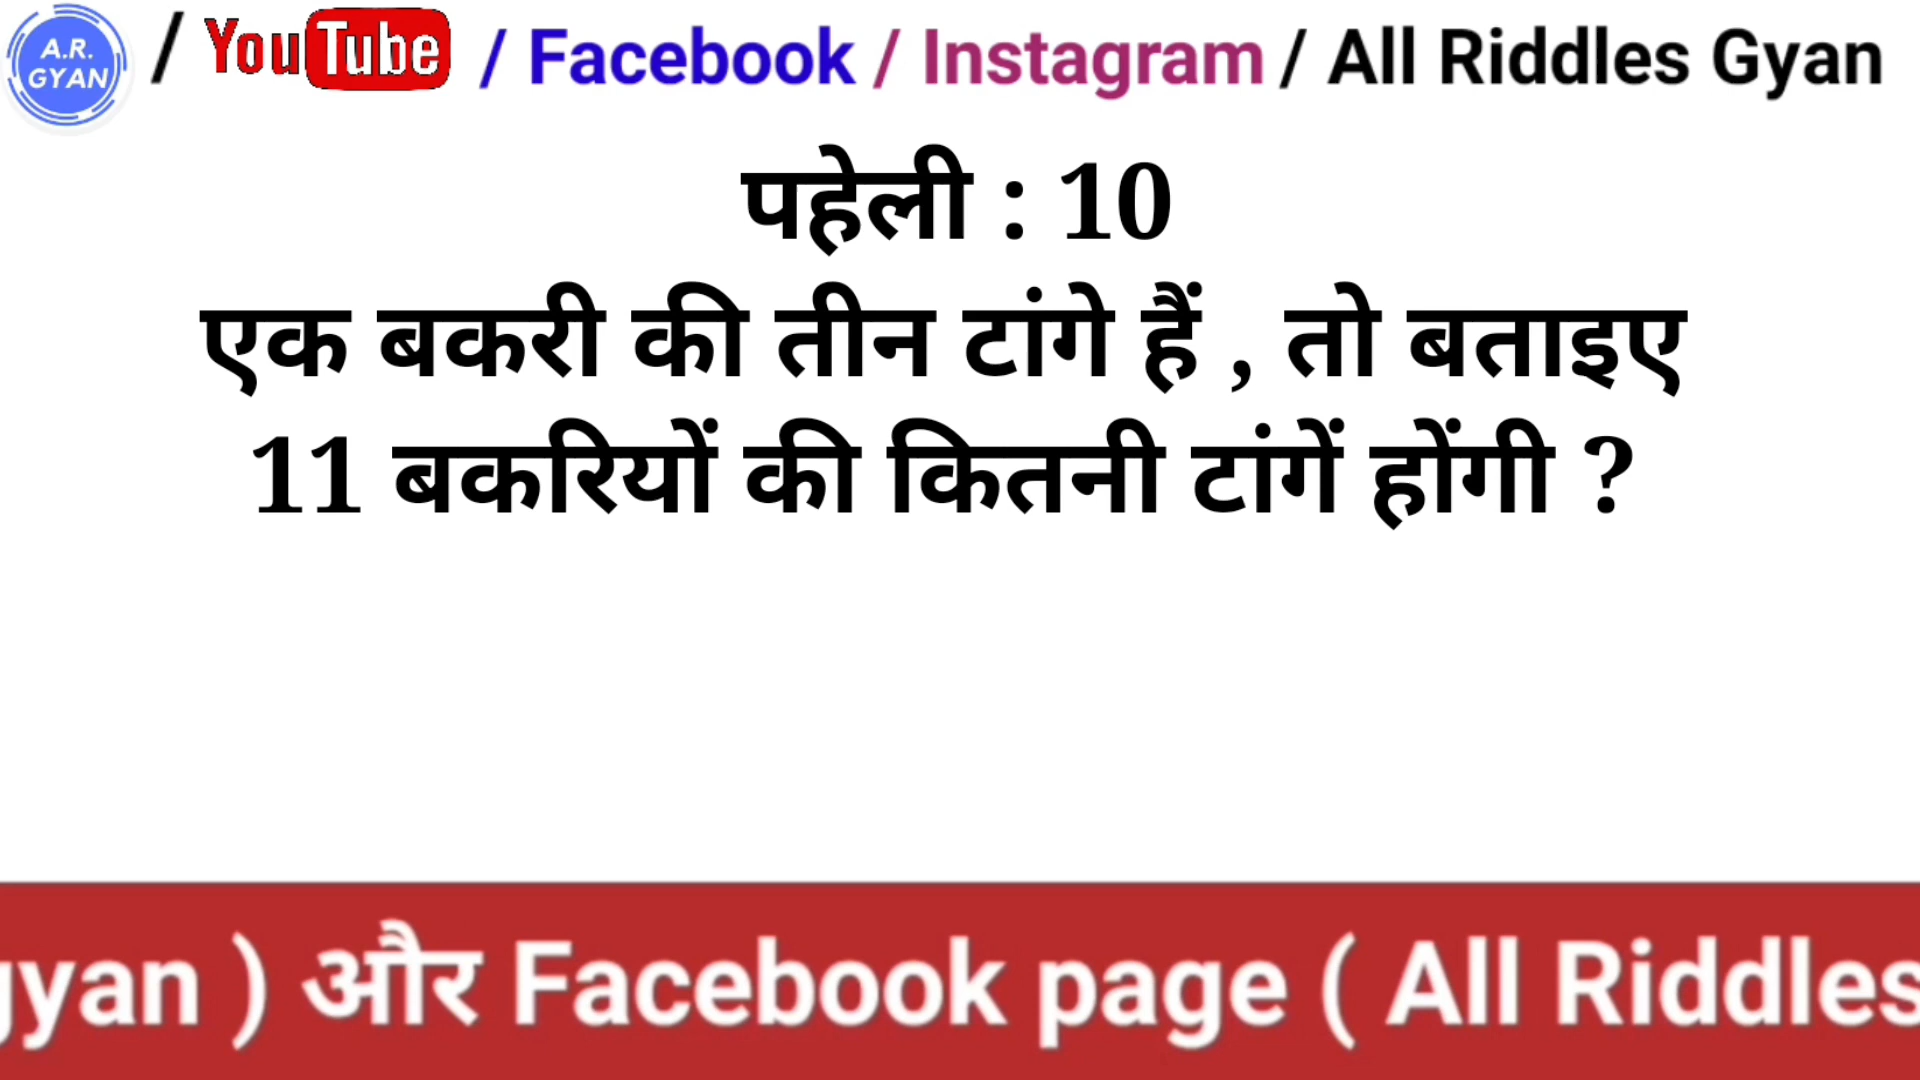 A.R.
GYAN
/ YouTube / Facebook / Instagram / All Riddles Gyan
पहेली : 10
एक बकरी की तीन टांगे हैं , तो बताइए
11 बकरियों की कितनी टांगें होंगी ?
gyan ) और Facebook page ( All Riddles